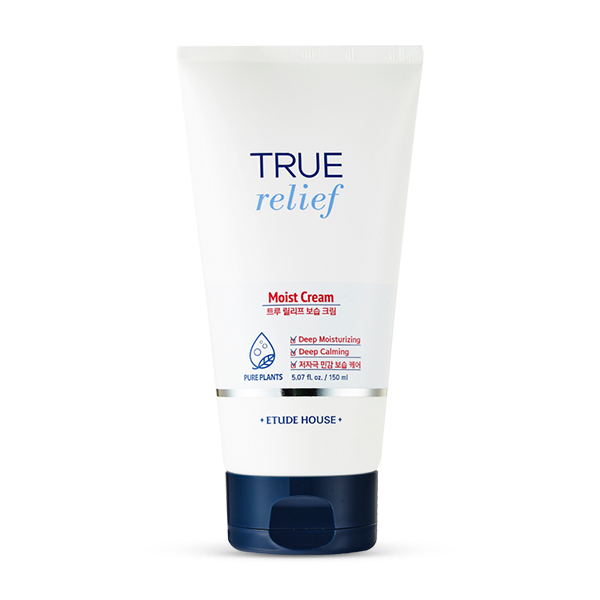 TRUE
relief
Moist Cream
트루 릴리프 보습 크림
Deep Moisturizing
Deep Calming
저자극 민감 보습 케어
PURE PLANTS
5.07 fl. oz. / 150 ml
ETUDE HOUSE